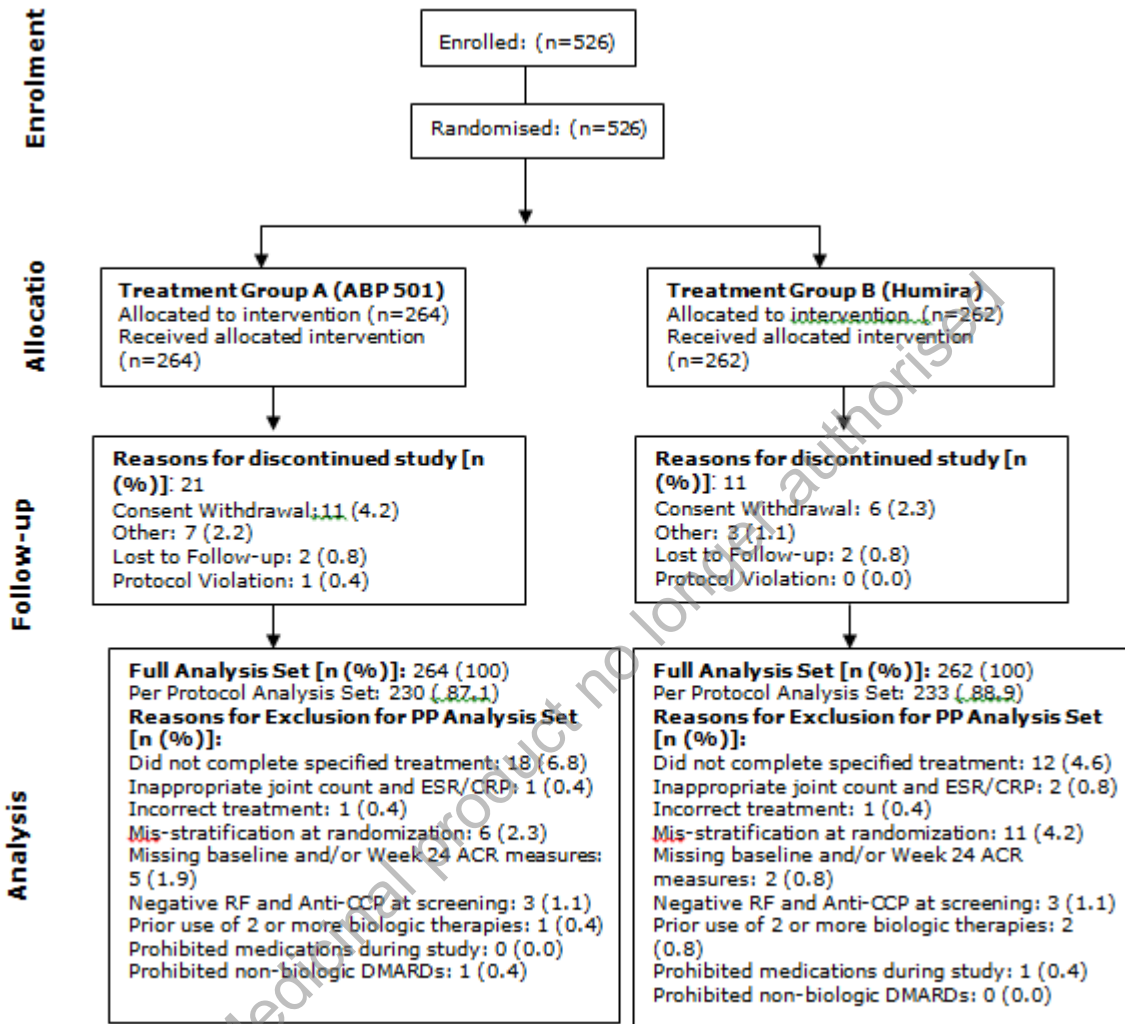 Enrolment
Enrolled: (n=526)
Randomised: (n=526)
Allocatio
Treatment Group A (ABP 501)
Allocated to intervention (n=264)
Received allocated intervention
(n=264)
Treatment Group B (Humira)
Allocated to intervention (n=262)
Received allocated intervention
(n=262)
Follow-up
Reasons for discontinued study [n
(%)]: 21
Consent Withdrawal: 11 (4.2)
Other: 7 (2.2)
Lost to Follow-up: 2 (0.8)
Protocol Violation: 1 (0.4)
Reasons for discontinued study [n
(%)]: 11
Consent Withdrawal: 6 (2.3)
Other: 3 (1.1)
Lost to Follow-up: 2 (0.8)
Protocol Violation: 0 (0.0)
Analysis
Full Analysis Set [n (%)]: 264 (100)
Per Protocol Analysis Set: 230 ( 87.1)
Reasons for Exclusion for PP Analysis Set
[n (%)]:
Did not complete specified treatment: 18 (6.8)
Inappropriate joint count and ESR/CRP: 1 (0.4)
Incorrect treatment: 1 (0.4)
Mis-stratification at randomization: 6 (2.3)
Missing baseline and/or Week 24 ACR measures:
5 (1.9)
Negative RF and Anti-CCP at screening: 3 (1.1)
Prior use of 2 or more biologic therapies: 1 (0.4)
Prohibited medications during study: 0 (0.0)
Prohibited non-biologic DMARDs: 1 (0.4)
Full Analysis Set [n (%)]: 262 (100)
Per Protocol Analysis Set: 233 ( 88.9)
Reasons for Exclusion for PP Analysis Set
[n (%)]:
Did not complete specified treatment: 12 (4.6)
Inappropriate joint count and ESR/CRP: 2 (0.8)
Incorrect treatment: 1 (0.4)
Mis-stratification at randomization: 11 (4.2)
Missing baseline and/or Week 24 ACR
measures: 2 (0.8)
Negative RF and Anti-CCP at screening: 3 (1.1)
Prior use of 2 or more biologic therapies: 2
(0.8)
Prohibited medications during study: 1 (0.4)
Prohibited non-biologic DMARDs: 0 (0.0)
Medicinal product no longer authorised